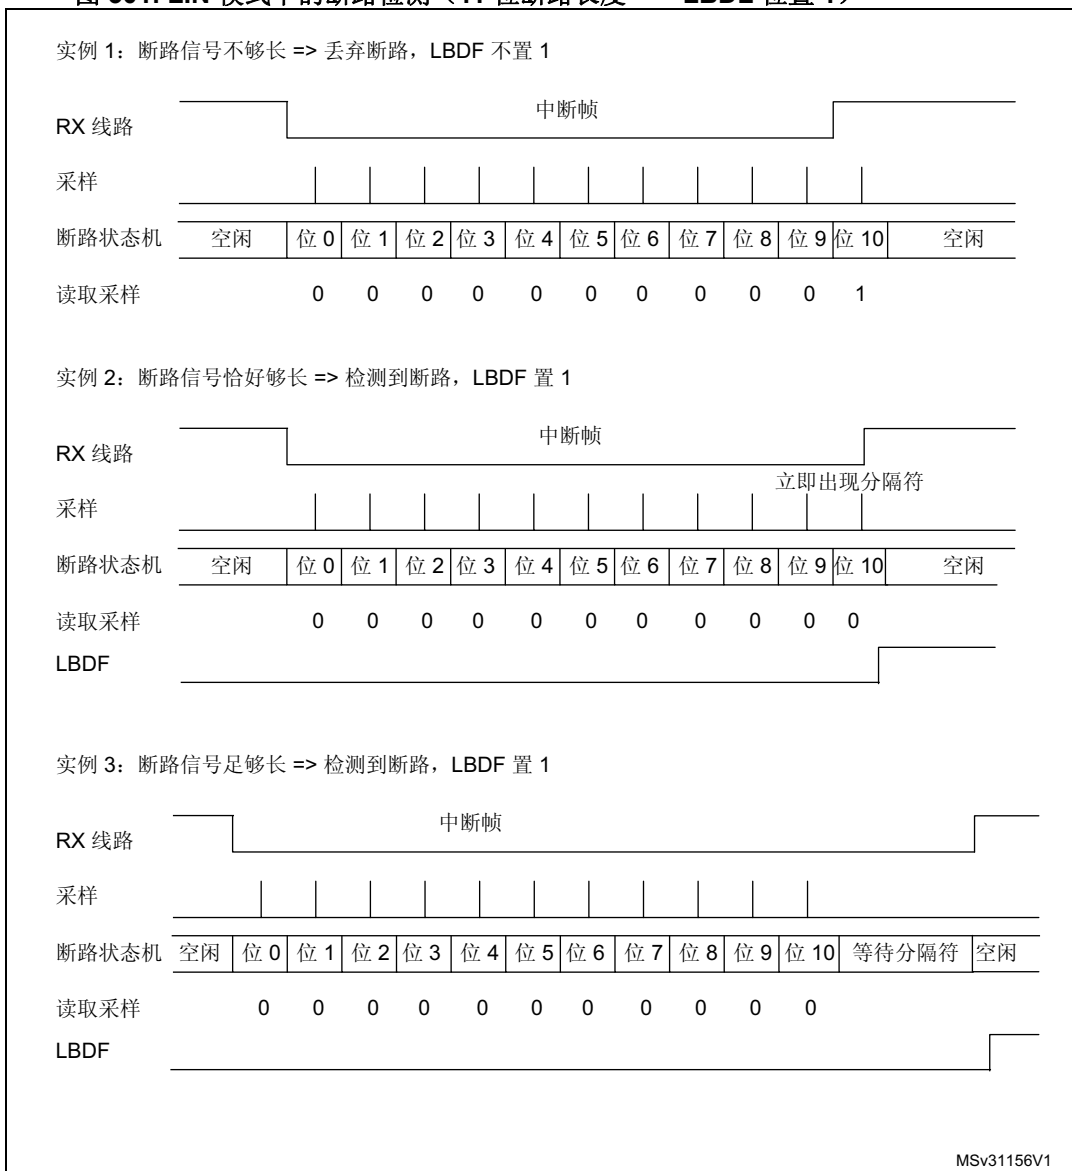 实例 1：断路信号不够长 => 丢弃断路，LBDF 不置 1
中断帧
RX 线路
采样
断路状态机 空闲 位 0 位 1 位 2 位 3 位 4 位 5 位 6 位 7 位 8 位 9 位 10 空闲
读取采样 0 0 0 0 0 0 0 0 0 0 1
实例 2：断路信号恰好够长 => 检测到断路，LBDF 置 1
中断帧
RX 线路
立即出现分隔符
采样
断路状态机 空闲 位 0 位 1 位 2 位 3 位 4 位 5 位 6 位 7 位 8 位 9 位 10 空闲
读取采样 0 0 0 0 0 0 0 0 0 0 0
LBDF
实例 3：断路信号足够长 => 检测到断路，LBDF 置 1
中断帧
RX 线路
采样
断路状态机 空闲 位 0 位 1 位 2 位 3 位 4 位 5 位 6 位 7 位 8 位 9 位 10 等待分隔符 空闲
读取采样 0 0 0 0 0 0 0 0 0 0 0
LBDF
MSv31156V1